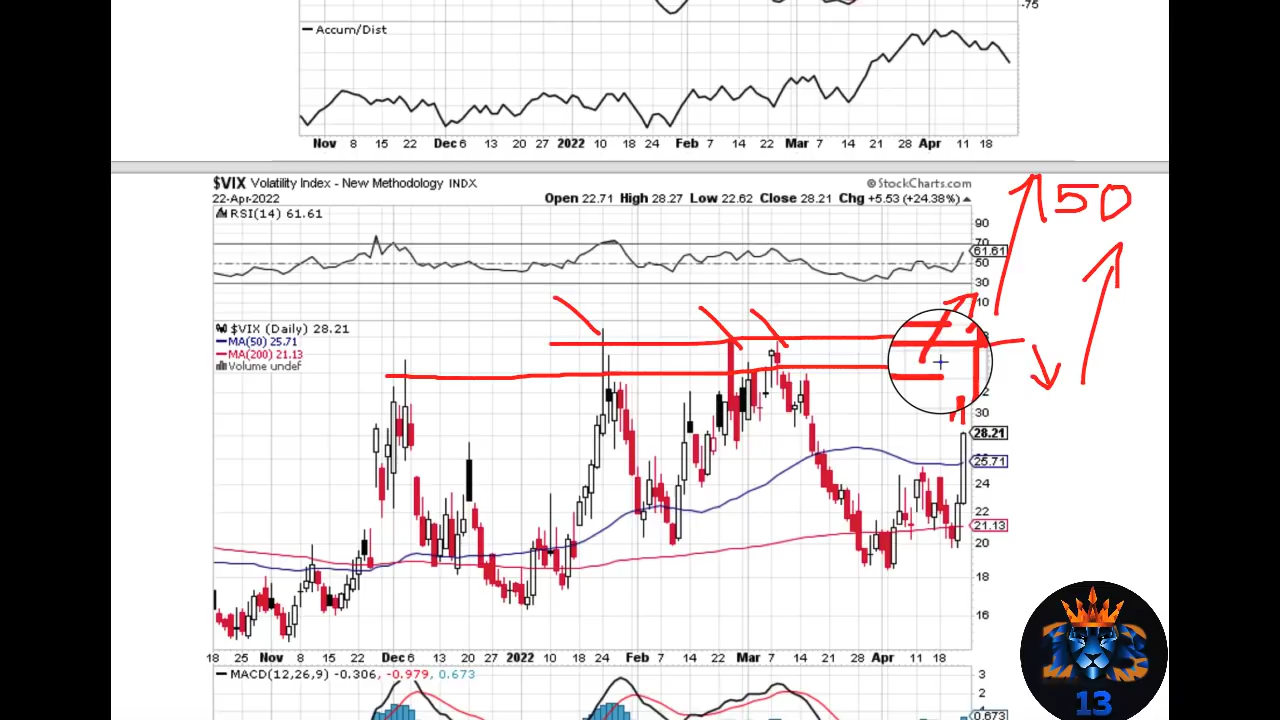 -75
Accum/Dist
Nov 8 15 22 Dec 6 13 20 27 2022 10 18 24 Feb 7 14 22 Mar 7 14 21 28 Apr 11 18
$VIX Volatility Index - New Methodology INDX
© StockCharts.com
22-Apr-2022
Open 22.71 High 28.27 Low 22.62 Close 28.21 Chg +5.53 (+24.38%)
50
RSI(14) 61.61
90
70
61.61
50
30
10
$VIX (Daily) 28.21
MA(50) 25.71
MA(200) 21.13
Volume undef
30
28.21
25.71
24
22
21.13
20
18
16
18 25 Nov 8 15 22 Dec 6 13 20 27 2022 10 18 24 Feb 7 14 22 Mar 7 14 21 28 Apr 11 18
MACD(12,26,9) -0.306, -0.979, 0.673
3
2
0.673
13